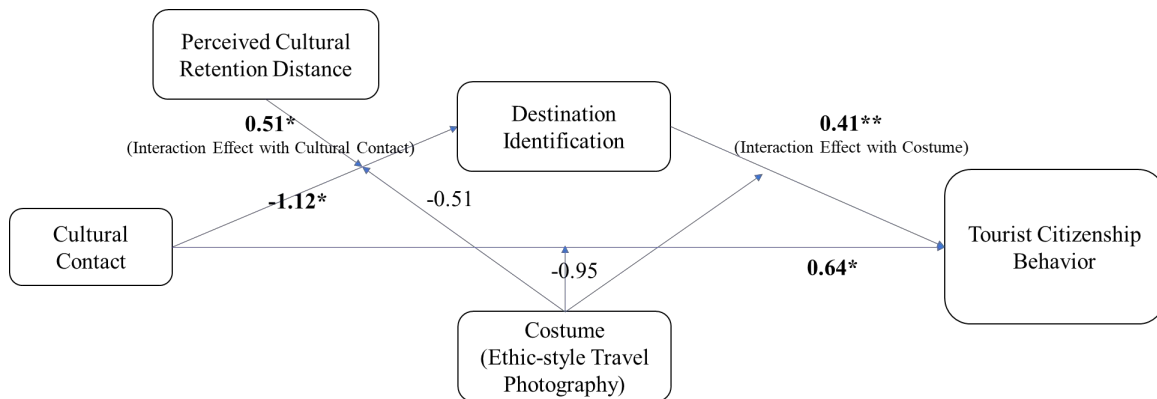 Perceived Cultural
Retention Distance
Destination
Identification
0.51*
(Interaction Effect with Cultural Contact)
0.41**
(Interaction Effect with Costume)
-1.12*
-0.51
Cultural
Contact
Tourist Citizenship
Behavior
-0.95
0.64*
Costume
(Ethic-style Travel
Photography)